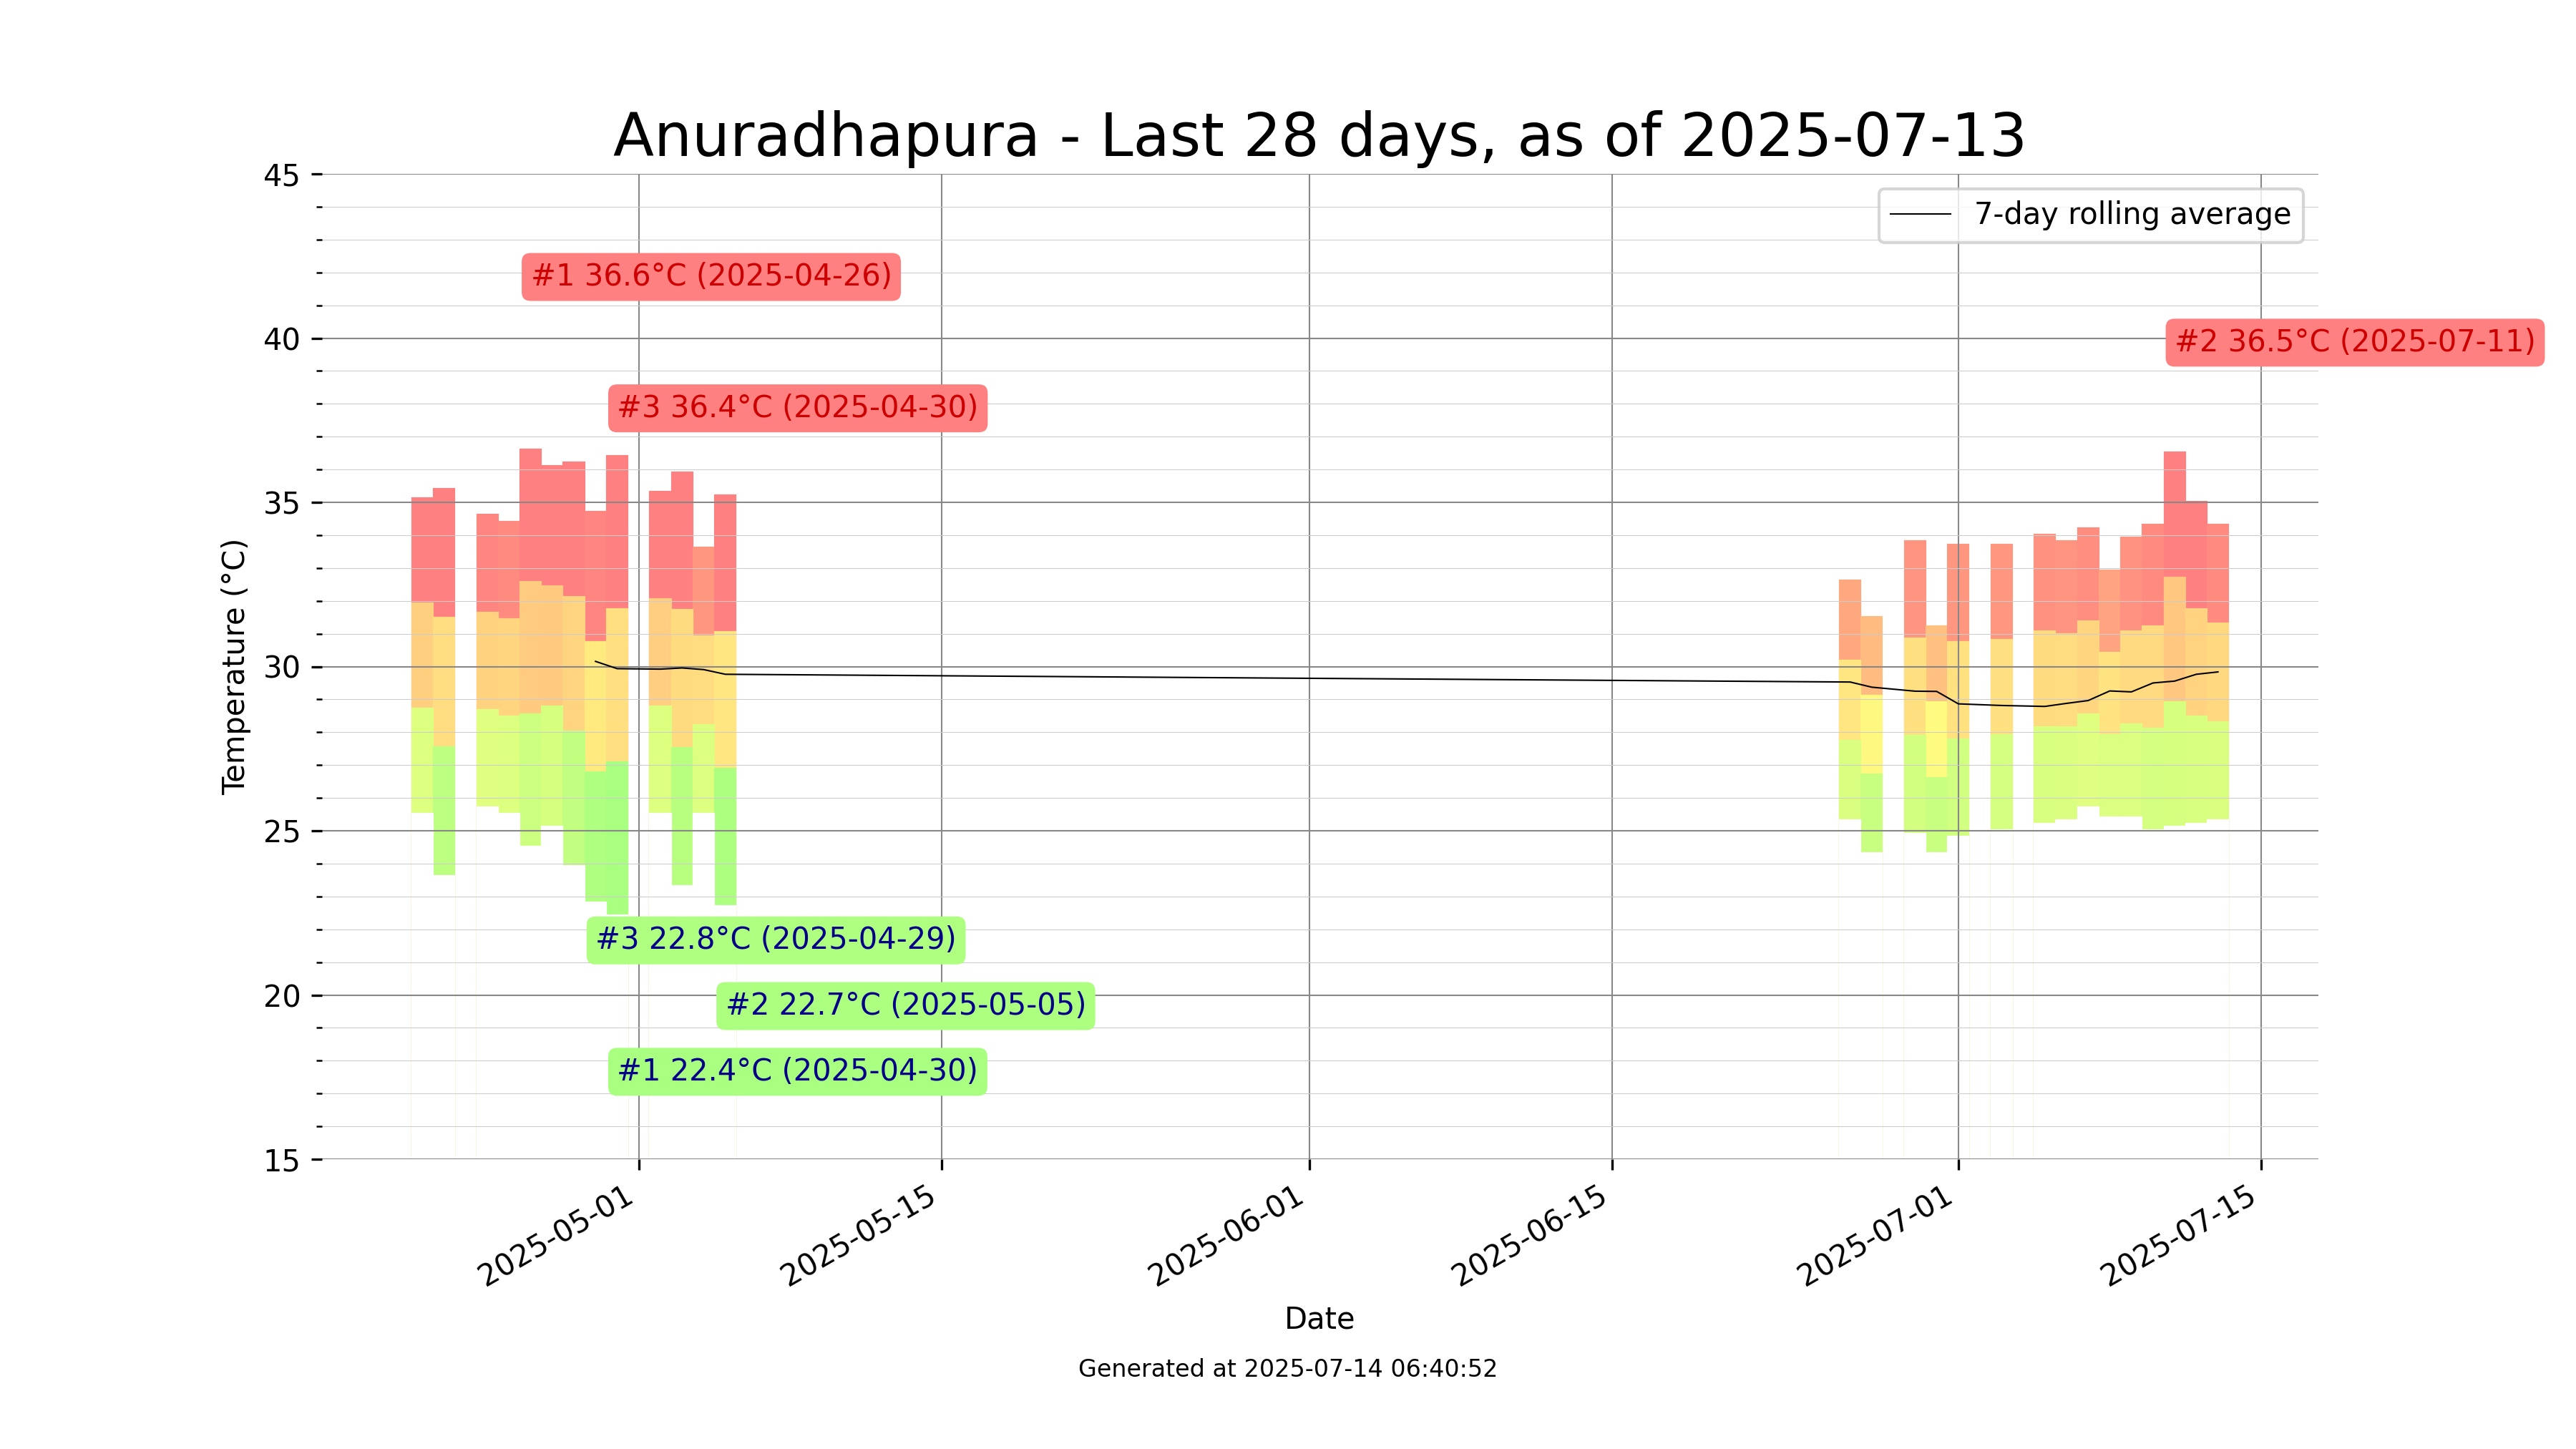 Anuradhapura - Last 28 days, as of 2025-07-13
7-day rolling average
#1 36.6°C (2025-04-26)
#2 36.5°C (2025-07-11)
#3 36.4°C (2025-04-30)
#3 22.8°C (2025-04-29)
#2 22.7°C (2025-05-05)
#1 22.4°C (2025-04-30)
Temperature (°C)
45
40
35
30
25
20
15
2025-05-01
2025-05-15
2025-06-01
2025-06-15
2025-07-01
2025-07-15
Date
Generated at 2025-07-14 06:40:52